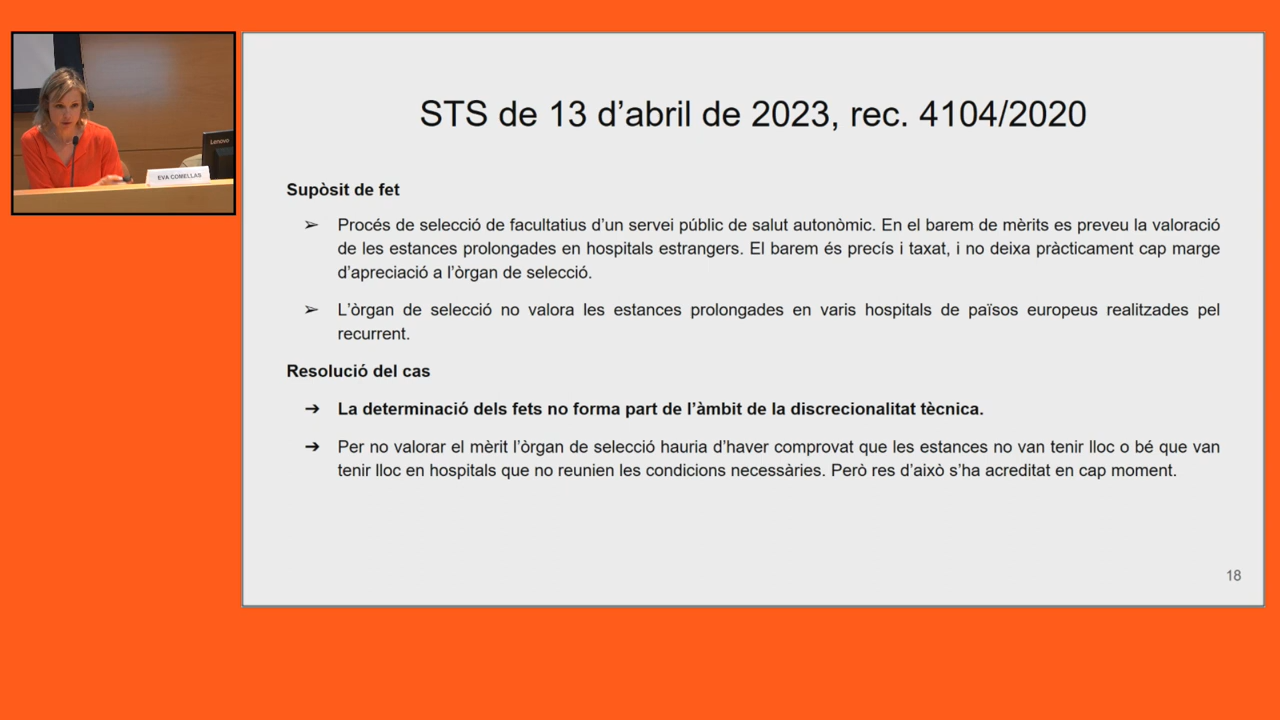 Lenovo
EVA COMELLAS
STS de 13 d’abril de 2023, rec. 4104/2020
Supòsit de fet
➢ Procés de selecció de facultatius d’un servei públic de salut autonòmic. En el barem de mèrits es preveu la valoració
de les estances prolongades en hospitals estrangers. El barem és precís i taxat, i no deixa pràcticament cap marge
d’apreciació a l’òrgan de selecció.
➢ L’òrgan de selecció no valora les estances prolongades en varis hospitals de països europeus realitzades pel
recurrent.
Resolució del cas
➔ La determinació dels fets no forma part de l’àmbit de la discrecionalitat tècnica.
➔ Per no valorar el mèrit l’òrgan de selecció hauria d’haver comprovat que les estances no van tenir lloc o bé que van
tenir lloc en hospitals que no reunien les condicions necessàries. Però res d’això s’ha acreditat en cap moment.
18